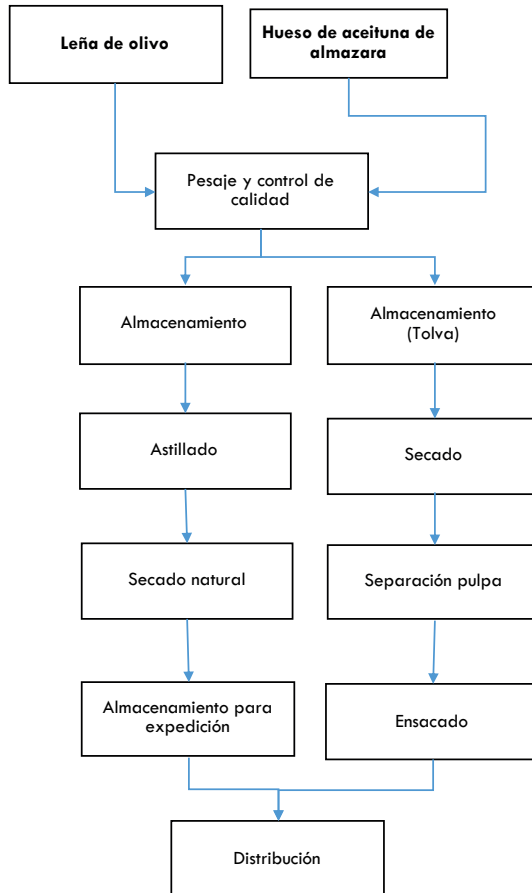 Leña de olivo
Hueso de aceituna de
almazara
Pesaje y control de
calidad
Almacenamiento
Almacenamiento
(Tolva)
Astillado
Secado
Secado natural
Separación pulpa
Almacenamiento para
expedición
Ensacado
Distribución